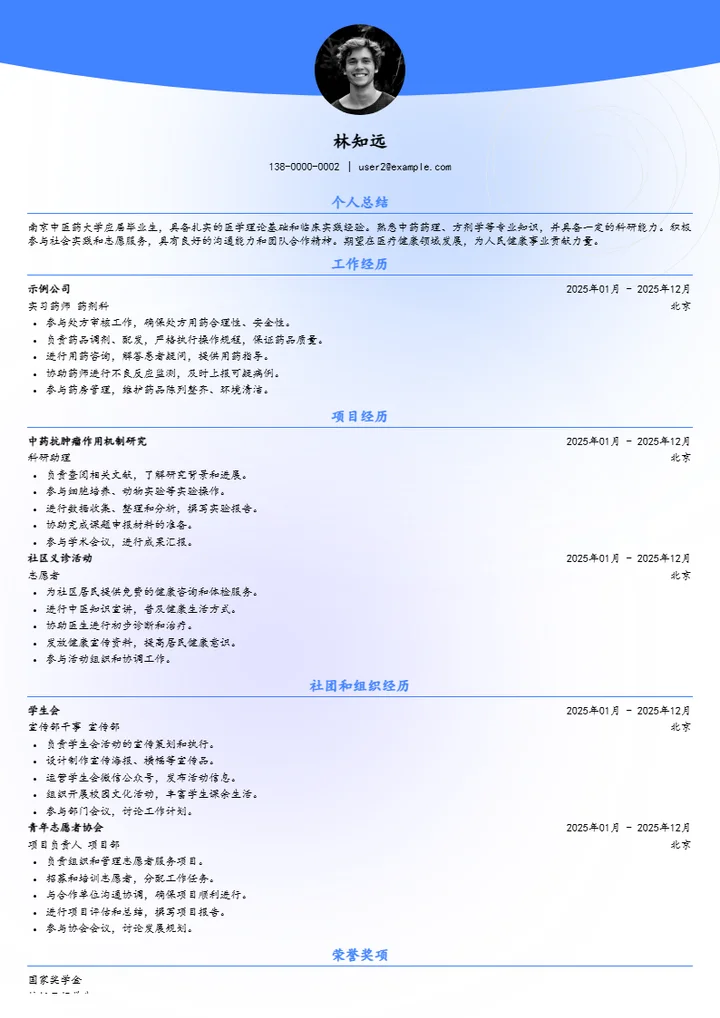 林知远
138-0000-0002 | user2@example.com
个人总结
南京中医药大学应届毕业生，具备扎实的医学理论基础和临床实践经验。熟悉中药药理、方剂学等专业知识，并具备一定的科研能力。积极
参与社会实践和志愿服务，具有良好的沟通能力和团队合作精神。期望在医疗健康领域发展，为人民健康事业贡献力量。
工作经历
示例公司 2025年01月 - 2025年12月
实习药师 药剂科 北京
• 参与处方审核工作，确保处方用药合理性、安全性。
• 负责药品调剂、配发，严格执行操作规程，保证药品质量。
• 进行用药咨询，解答患者疑问，提供用药指导。
• 协助药师进行不良反应监测，及时上报可疑病例。
• 参与药房管理，维护药品陈列整齐、环境清洁。
项目经历
中药抗肿瘤作用机制研究 2025年01月 - 2025年12月
科研助理 北京
• 负责查阅相关文献，了解研究背景和进展。
• 参与细胞培养、动物实验等实验操作。
• 进行数据收集、整理和分析，撰写实验报告。
• 协助完成课题申报材料的准备。
• 参与学术会议，进行成果汇报。
社区义诊活动 2025年01月 - 2025年12月
志愿者 北京
• 为社区居民提供免费的健康咨询和体检服务。
• 进行中医知识宣讲，普及健康生活方式。
• 协助医生进行初步诊断和治疗。
• 发放健康宣传资料，提高居民健康意识。
• 参与活动组织和协调工作。
社团和组织经历
学生会 2025年01月 - 2025年12月
宣传部干事 宣传部 北京
• 负责学生会活动的宣传策划和执行。
• 设计制作宣传海报、横幅等宣传品。
• 运营学生会微信公众号，发布活动信息。
• 组织开展校园文化活动，丰富学生课余生活。
• 参与部门会议，讨论工作计划。
青年志愿者协会 2025年01月 - 2025年12月
项目负责人 项目部 北京
• 负责组织和管理志愿者服务项目。
• 招募和培训志愿者，分配工作任务。
• 与合作单位沟通协调，确保项目顺利进行。
• 进行项目评估和总结，撰写项目报告。
• 参与协会会议，讨论发展规划。
荣誉奖项
国家奖学金